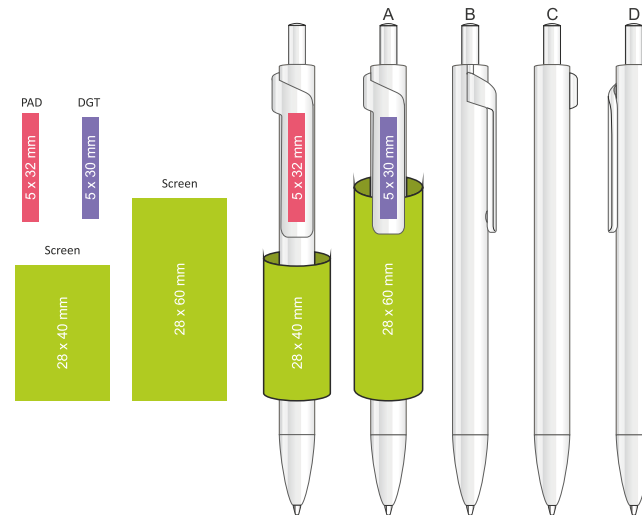 A
B
C
D
PAD
DGT
5 x 32 mm
5 x 30 mm
Screen
28 x 60 mm
Screen
28 x 40 mm
5 x 32 mm
5 x 30 mm
28 x 40 mm
28 x 60 mm